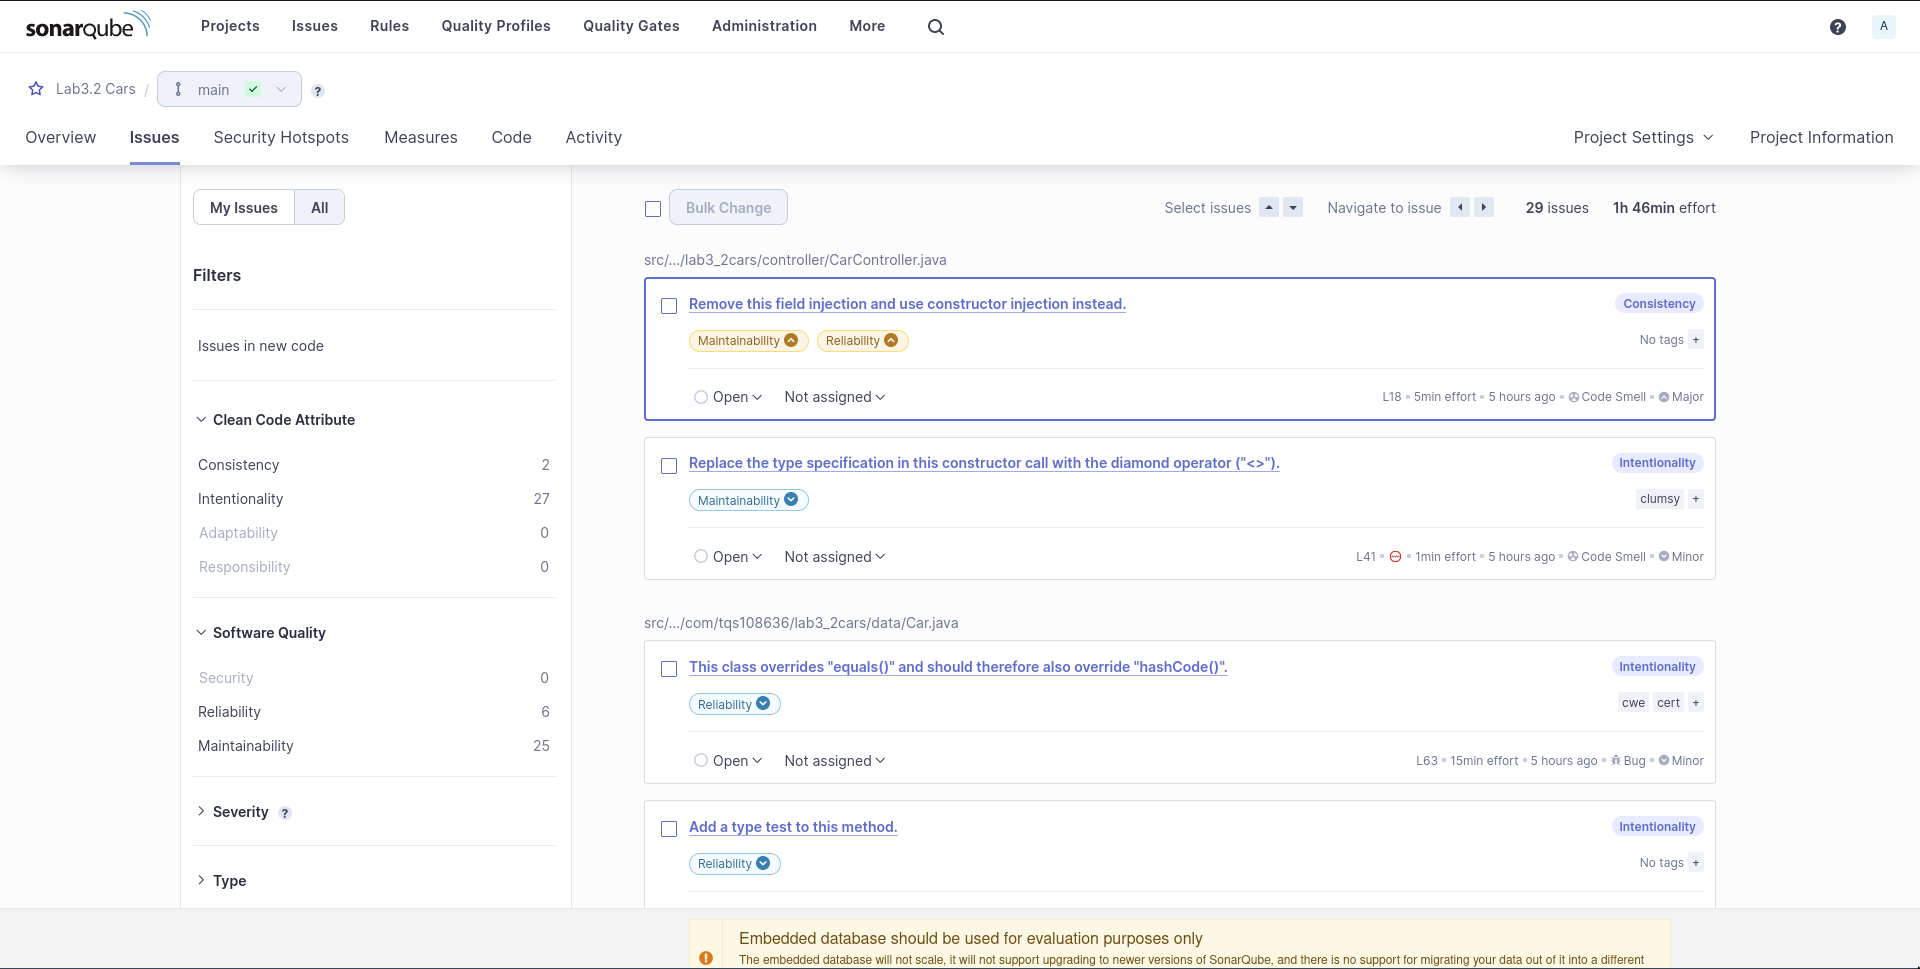 sonarqube Projects Issues Rules Quality Profiles Quality Gates Administration More ? A
Lab3.2 Cars / main ?
Overview Issues Security Hotspots Measures Code Activity Project Settings Project Information
My Issues All
Filters
Issues in new code
Clean Code Attribute
Consistency 2
Intentionality 27
Adaptability 0
Responsibility 0
Software Quality
Security 0
Reliability 6
Maintainability 25
Severity ?
Type
Bulk Change Select issues Navigate to issue 29 issues 1h 46min effort
src/.../lab3_2cars/controller/CarController.java
Remove this field injection and use constructor injection instead. Consistency
Maintainability Reliability No tags +
Open Not assigned L18 • 5min effort • 5 hours ago • Code Smell • Major
Replace the type specification in this constructor call with the diamond operator ("<>"). Intentionality
Maintainability clumsy +
Open Not assigned L41 • • 1min effort • 5 hours ago • Code Smell • Minor
src/.../com/tqs108636/lab3_2cars/data/Car.java
This class overrides "equals()" and should therefore also override "hashCode()". Intentionality
Reliability cwe cert +
Open Not assigned L63 • 15min effort • 5 hours ago • Bug • Minor
Add a type test to this method. Intentionality
Reliability No tags +
Embedded database should be used for evaluation purposes only
The embedded database will not scale, it will not support upgrading to newer versions of SonarQube, and there is no support for migrating your data out of it into a different